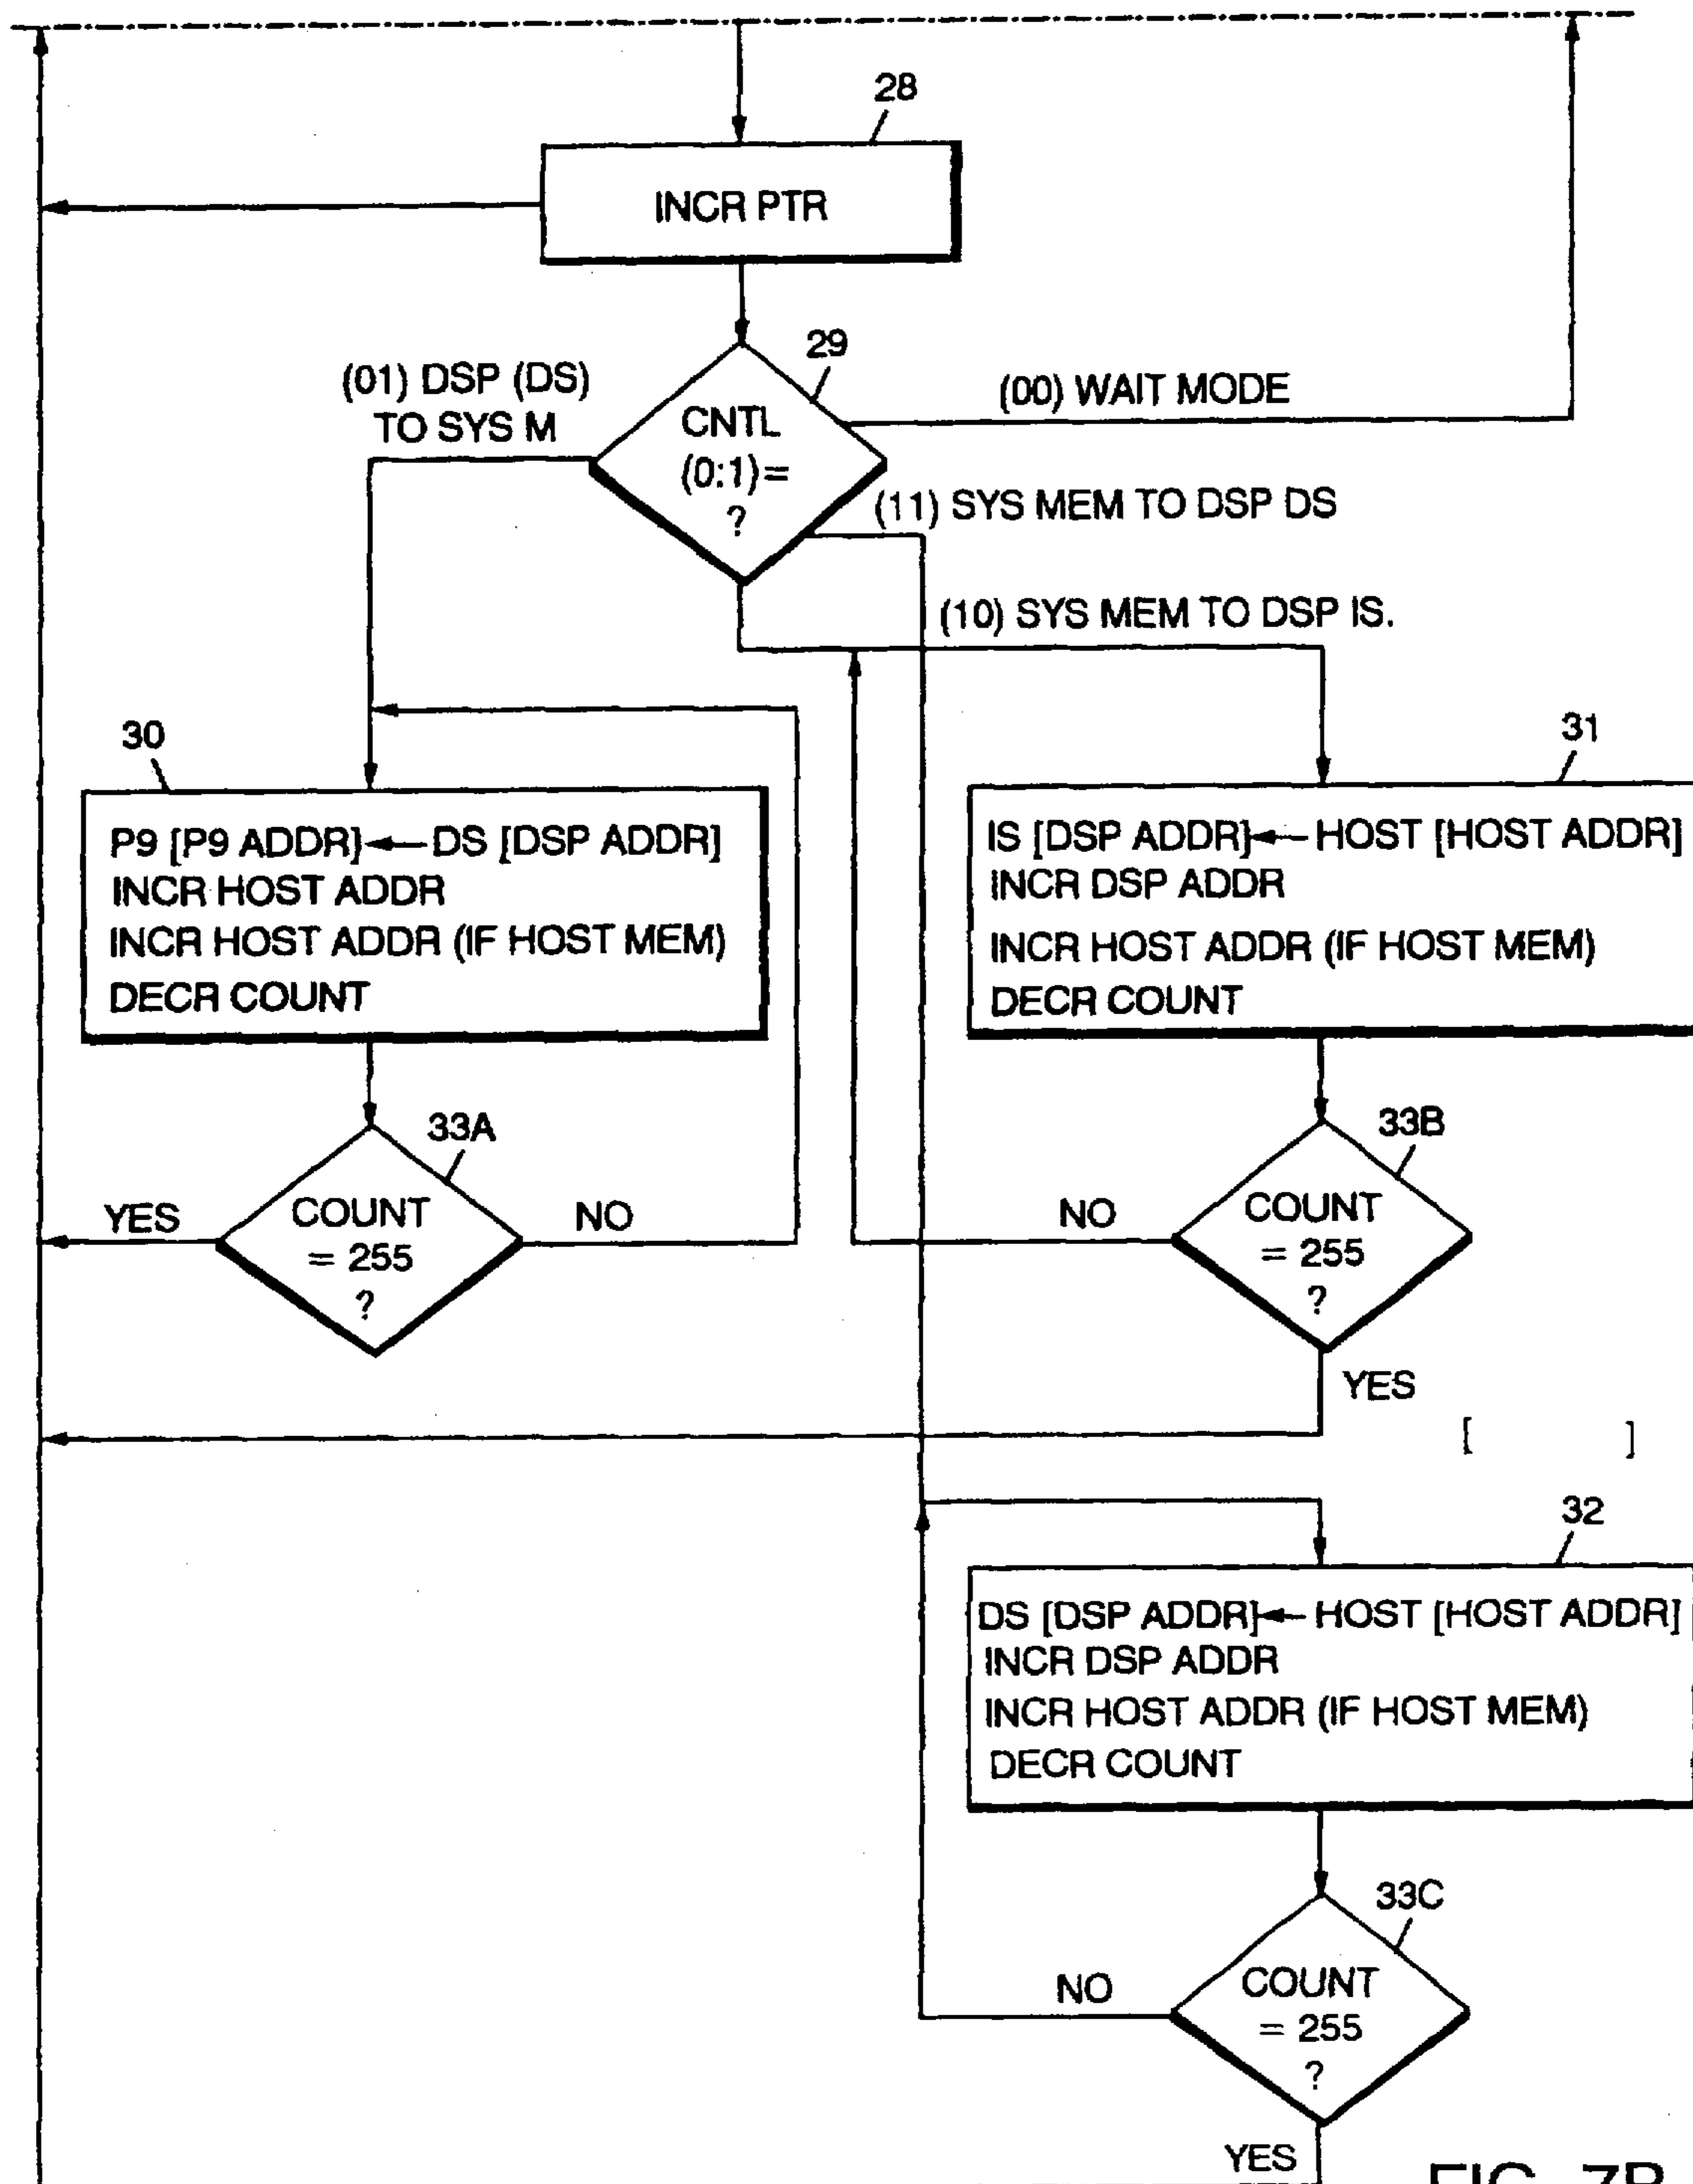 28
INCR PTR
29
(01) DSP (DS)
TO SYS M
(00) WAIT MODE
CNTL
(0:1)=
?
(11) SYS MEM TO DSP DS
(10) SYS MEM TO DSP IS.
30
P9 [P9 ADDR]←DS [DSP ADDR]
INCR HOST ADDR
INCR HOST ADDR (IF HOST MEM)
DECR COUNT
31
IS [DSP ADDR]← HOST [HOST ADDR]
INCR DSP ADDR
INCR HOST ADDR (IF HOST MEM)
DECR COUNT
33A
YES
COUNT
= 255
?
NO
33B
NO
COUNT
= 255
?
YES
[ ]
32
DS [DSP ADDR]← HOST [HOST ADDR]
INCR DSP ADDR
INCR HOST ADDR (IF HOST MEM)
DECR COUNT
33C
NO
COUNT
= 255
?
YES
FIG. 7B